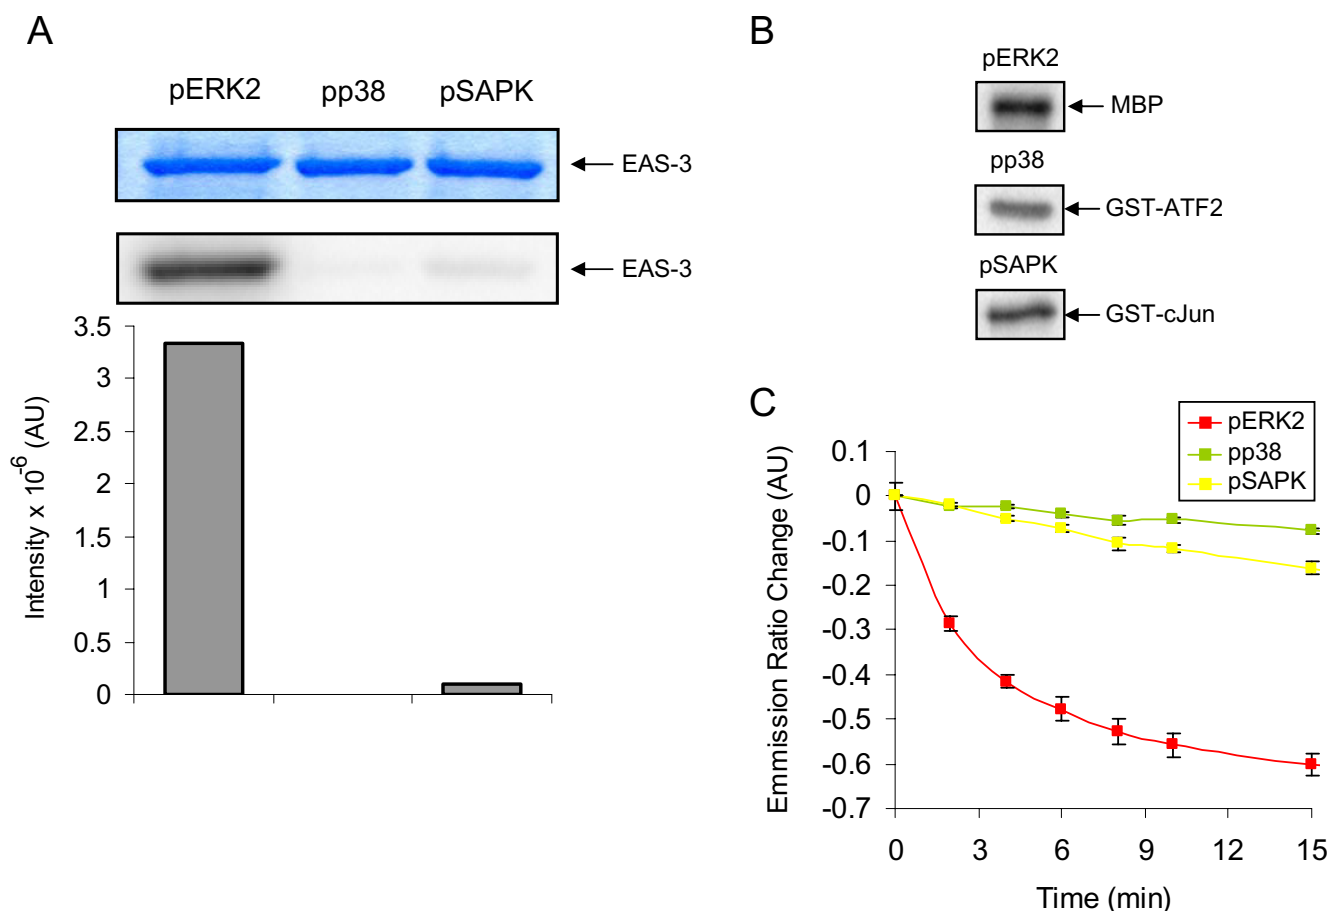 A
pERK2 pp38 pSAPK
EAS-3
EAS-3
3.5
3
2.5
2
1.5
1
0.5
0
Intensity x 10-6 (AU)
B
pERK2
MBP
pp38
GST-ATF2
pSAPK
GST-cJun
C
pERK2
pp38
pSAPK
0.1
0
-0.1
-0.2
-0.3
-0.4
-0.5
-0.6
-0.7
Emmission Ratio Change (AU)
0 3 6 9 12 15
Time (min)